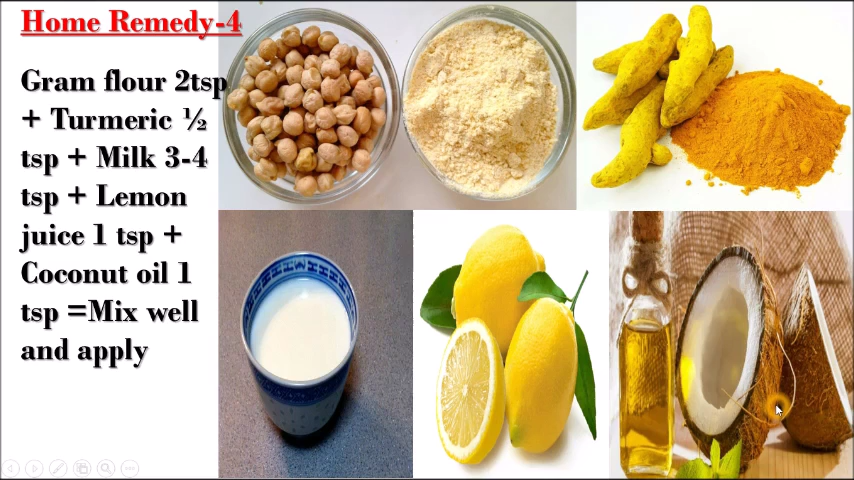 Home Remedy-4
Gram flour 2tsp
+ Turmeric ½
tsp + Milk 3-4
tsp + Lemon
juice 1 tsp +
Coconut oil 1
tsp =Mix well
and apply